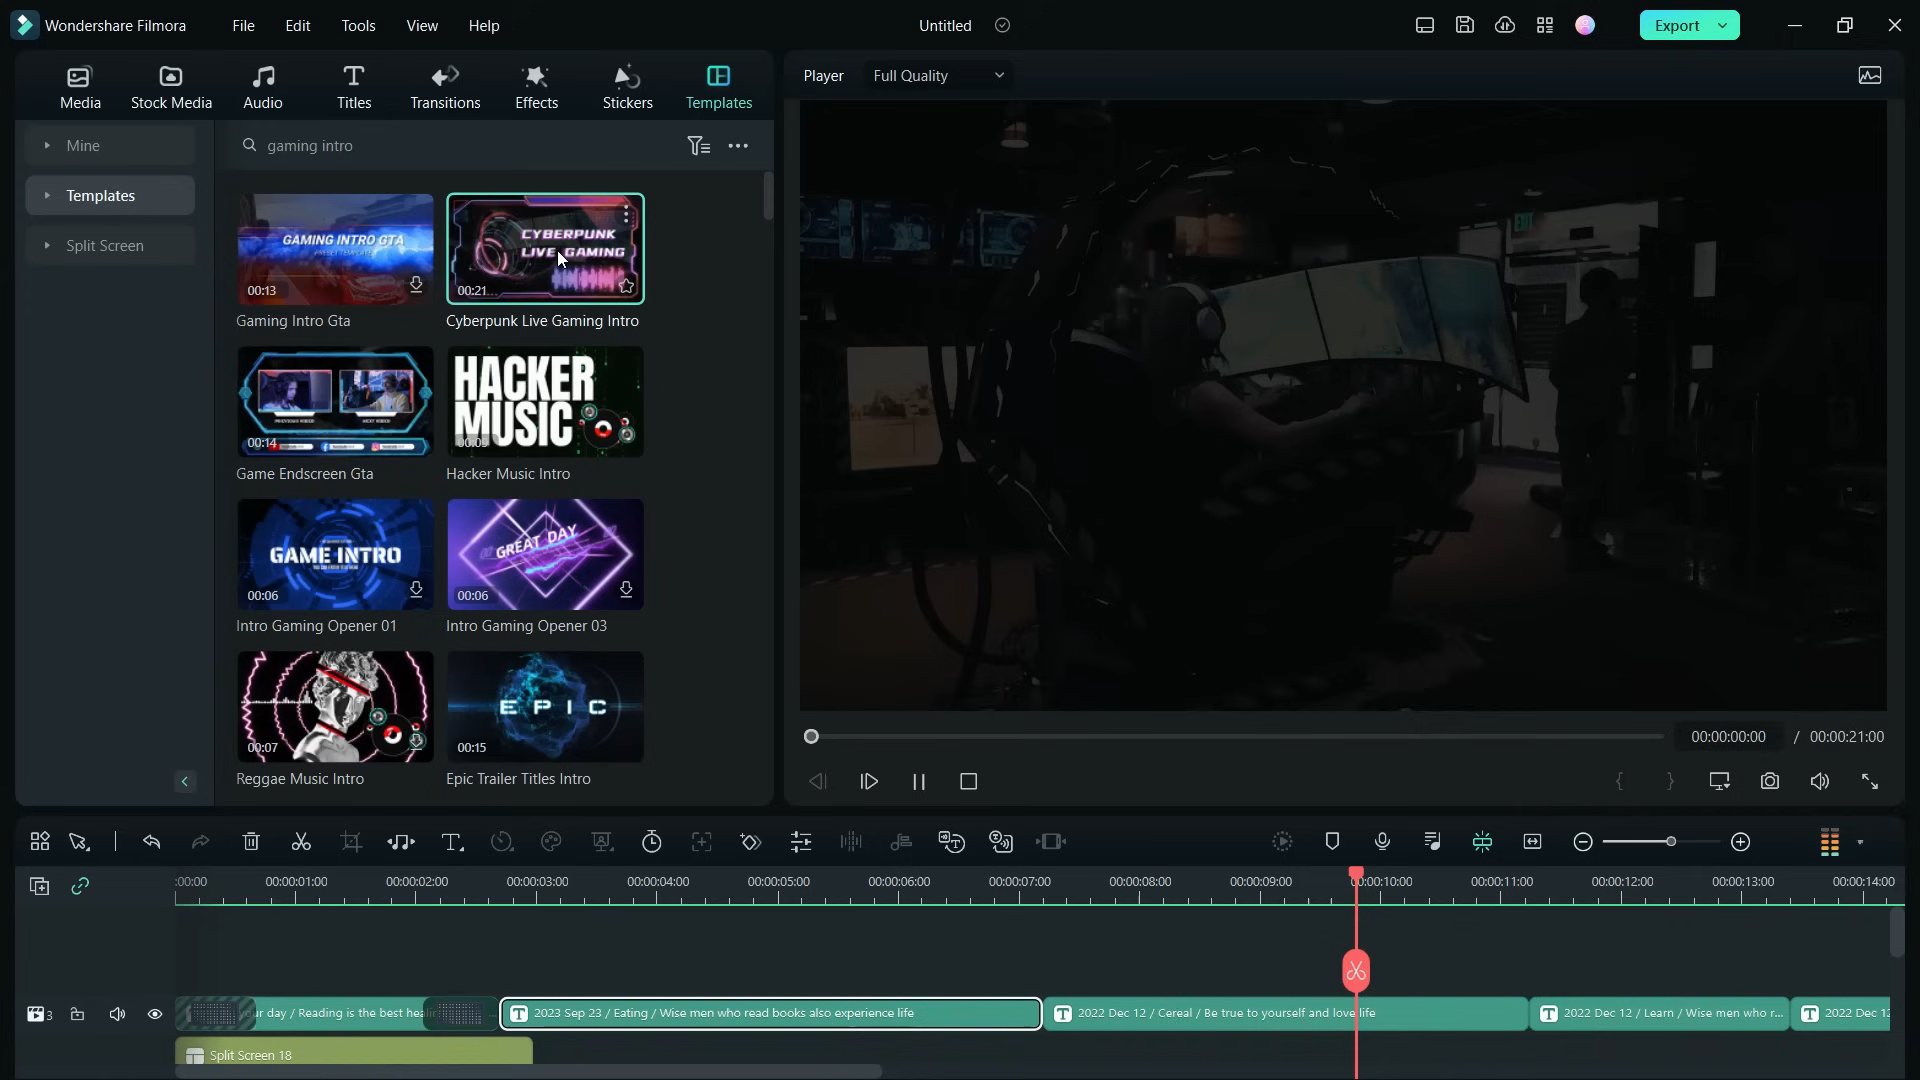 Wondershare Filmora
File
Edit
Tools
View
Help
Untitled
Export
Media
Stock Media
Audio
Titles
Transitions
Effects
Stickers
Templates
Player
Full Quality
Mine
Templates
Split Screen
gaming intro
GAMING INTRO GTA
PRESET TEMPLATE
00:13
Gaming Intro Gta
CYBERPUNK
LIVE GAMING
00:21
Cyberpunk Live Gaming Intro
PREVIOUS VIDEO
NEXT VIDEO
00:14
Game Endscreen Gta
HACKER
MUSIC
00:09
Hacker Music Intro
GAME INTRO
00:06
Intro Gaming Opener 01
GREAT DAY
00:06
Intro Gaming Opener 03
00:07
Reggae Music Intro
EPIC
00:15
Epic Trailer Titles Intro
EXIT
00:00:00:00 / 00:00:21:00
:00:00
00:00:01:00
00:00:02:00
00:00:03:00
00:00:04:00
00:00:05:00
00:00:06:00
00:00:07:00
00:00:08:00
00:00:09:00
00:00:10:00
00:00:11:00
00:00:12:00
00:00:13:00
00:00:14:00
3
our day / Reading is the best heali
2023 Sep 23 / Eating / Wise men who read books also experience life
2022 Dec 12 / Cereal / Be true to yourself and love life
2022 Dec 12 / Learn / Wise men who r...
2022 Dec 12
Split Screen 18